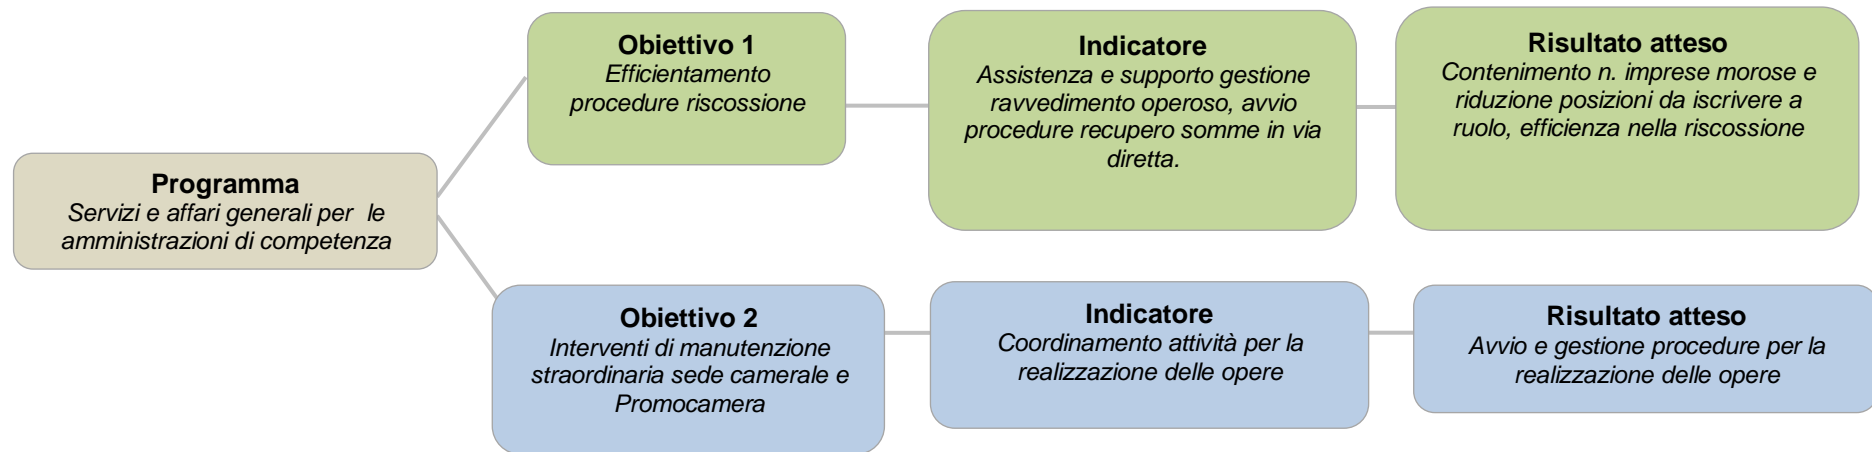 Programma
Servizi e affari generali per le
amministrazioni di competenza
Obiettivo 1
Efficientamento
procedure riscossione
Indicatore
Assistenza e supporto gestione
ravvedimento operoso, avvio
procedure recupero somme in via
diretta.
Risultato atteso
Contenimento n. imprese morose e
riduzione posizioni da iscrivere a
ruolo, efficienza nella riscossione
Obiettivo 2
Interventi di manutenzione
straordinaria sede camerale e
Promocamera
Indicatore
Coordinamento attività per la
realizzazione delle opere
Risultato atteso
Avvio e gestione procedure per la
realizzazione delle opere